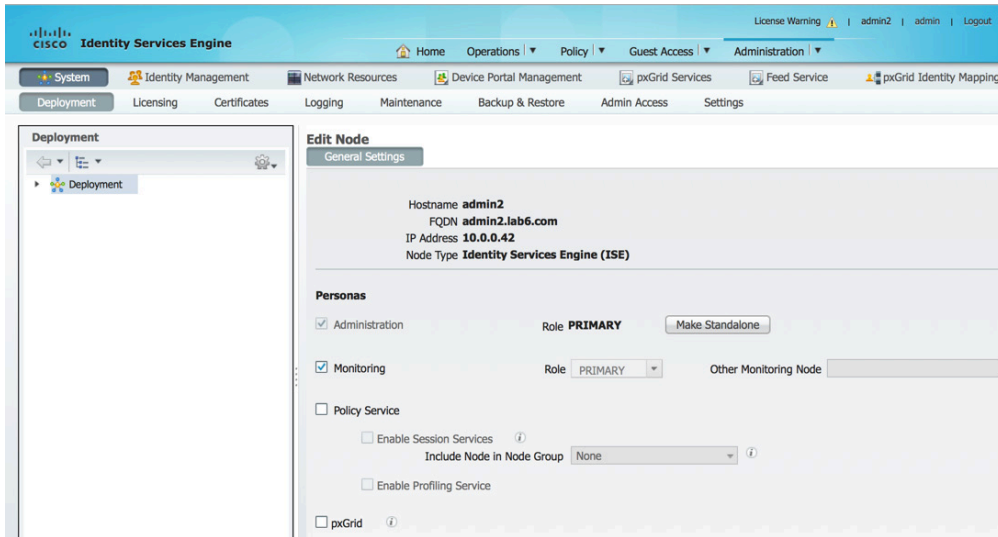 License Warning | admin2 | admin | Logout
CISCO Identity Services Engine
Home Operations | Policy | Guest Access | Administration |
System Identity Management Network Resources Device Portal Management pxGrid Services Feed Service pxGrid Identity Mapping
Deployment Licensing Certificates Logging Maintenance Backup & Restore Admin Access Settings
Deployment
Deployment
Edit Node
General Settings
Hostname admin2
FQDN admin2.lab6.com
IP Address 10.0.0.42
Node Type Identity Services Engine (ISE)
Personas
Administration Role PRIMARY Make Standalone
Monitoring Role PRIMARY Other Monitoring Node
Policy Service
Enable Session Services
Include Node in Node Group None
Enable Profiling Service
pxGrid